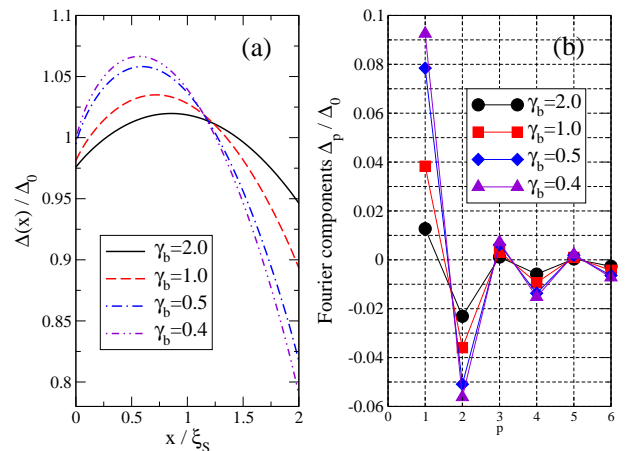 (a)
1.1
1.05
1
0.95
0.9
0.85
0.8
Δ(x) / Δ₀
γb=2.0
γb=1.0
γb=0.5
γb=0.4
0 0.5 1 1.5 2
x / ξS
(b)
0.1
0.08
0.06
0.04
0.02
0
-0.02
-0.04
-0.06
Fourier components Δp / Δ₀
γb=2.0
γb=1.0
γb=0.5
γb=0.4
0 1 2 3 4 5 6
p